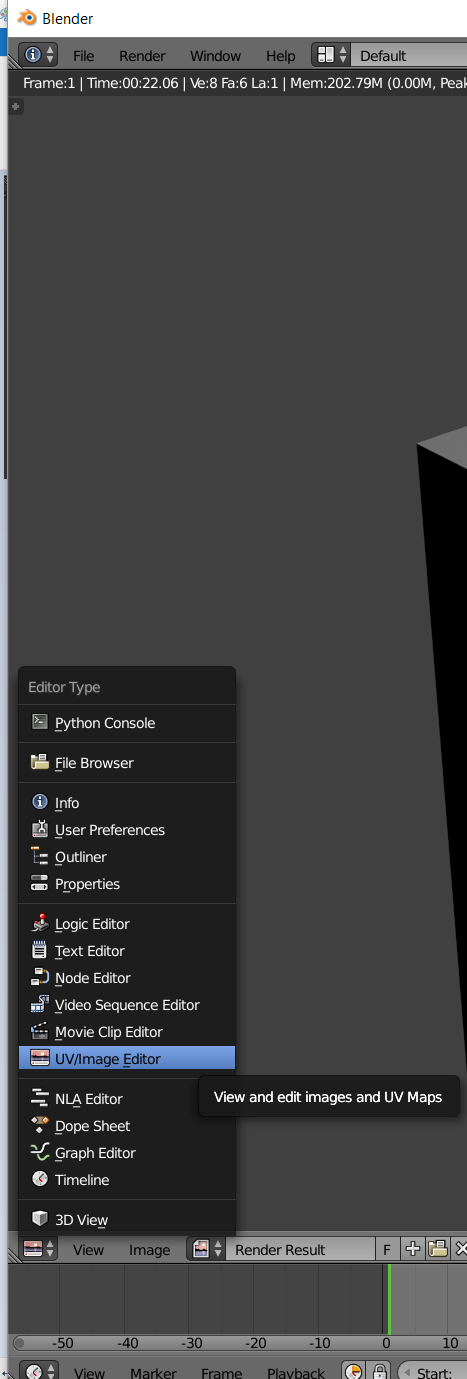 Blender
File Render Window Help Default
Frame:1 | Time:00:22.06 | Ve:8 Fa:6 La:1 | Mem:202.79M (0.00M, Peak
Editor Type
Python Console
File Browser
Info
User Preferences
Outliner
Properties
Logic Editor
Text Editor
Node Editor
Video Sequence Editor
Movie Clip Editor
UV/Image Editor
View and edit images and UV Maps
NLA Editor
Dope Sheet
Graph Editor
Timeline
3D View
View Image Render Result F
-50 -40 -30 -20 -10 0 10
View Marker Frame Playback Start: